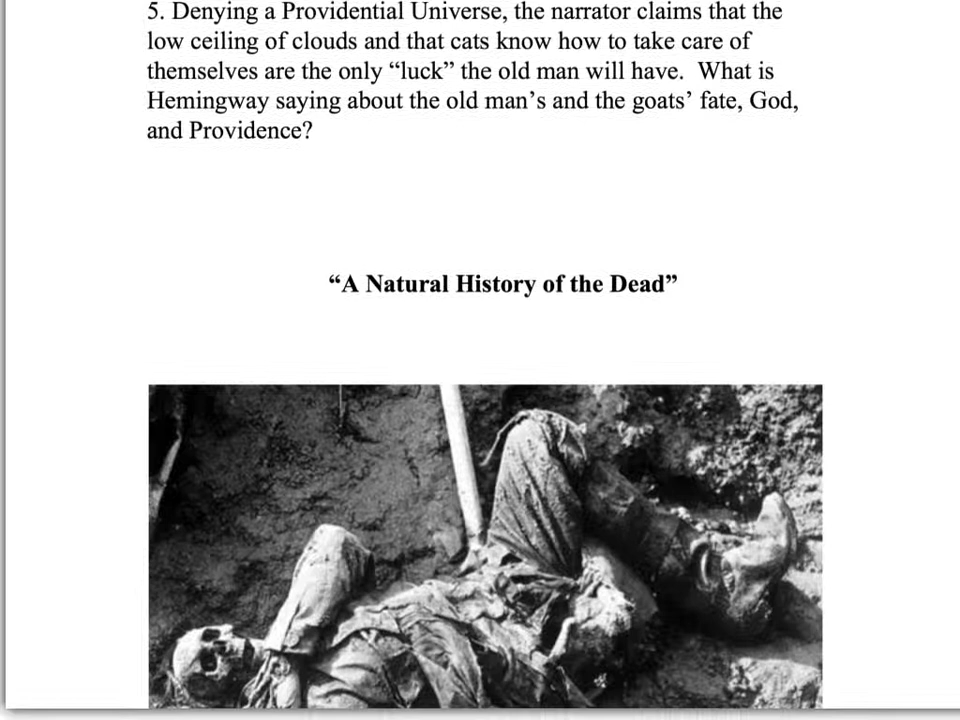 5. Denying a Providential Universe, the narrator claims that the
low ceiling of clouds and that cats know how to take care of
themselves are the only “luck” the old man will have.  What is
Hemingway saying about the old man’s and the goats’ fate, God,
and Providence?
“A Natural History of the Dead”